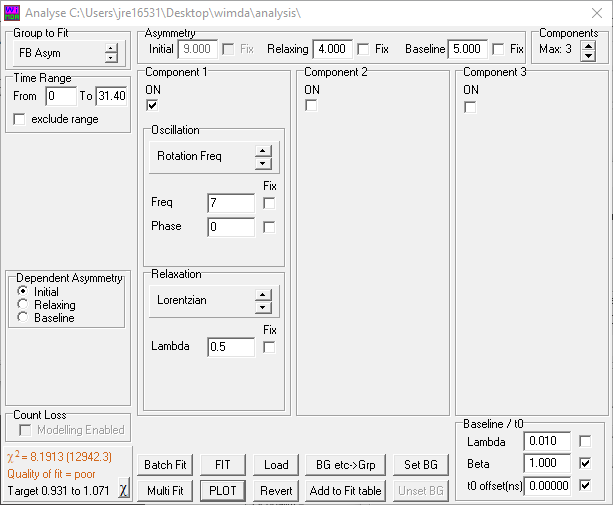 Analyse C:\Users\jre16531\Desktop\wimda\analysis\
Group to Fit
FB Asym
Asymmetry
Initial 9.000 Fix Relaxing 4.000 Fix Baseline 5.000 Fix
Components
Max: 3
Time Range
From 0 To 31.40
exclude range
Component 1
ON
Oscillation
Rotation Freq
Fix
Freq 7
Phase 0
Relaxation
Lorentzian
Fix
Lambda 0.5
Component 2
ON
Component 3
ON
Dependent Asymmetry
Initial
Relaxing
Baseline
Count Loss
Modelling Enabled
χ² = 8.1913 (12942.3)
Quality of fit = poor
Target 0.931 to 1.071 χ
Batch Fit FIT Load BG etc->Grp Set BG
Multi Fit PLOT Revert Add to Fit table Unset BG
Baseline / t0
Lambda 0.010
Beta 1.000
t0 offset(ns) 0.00000